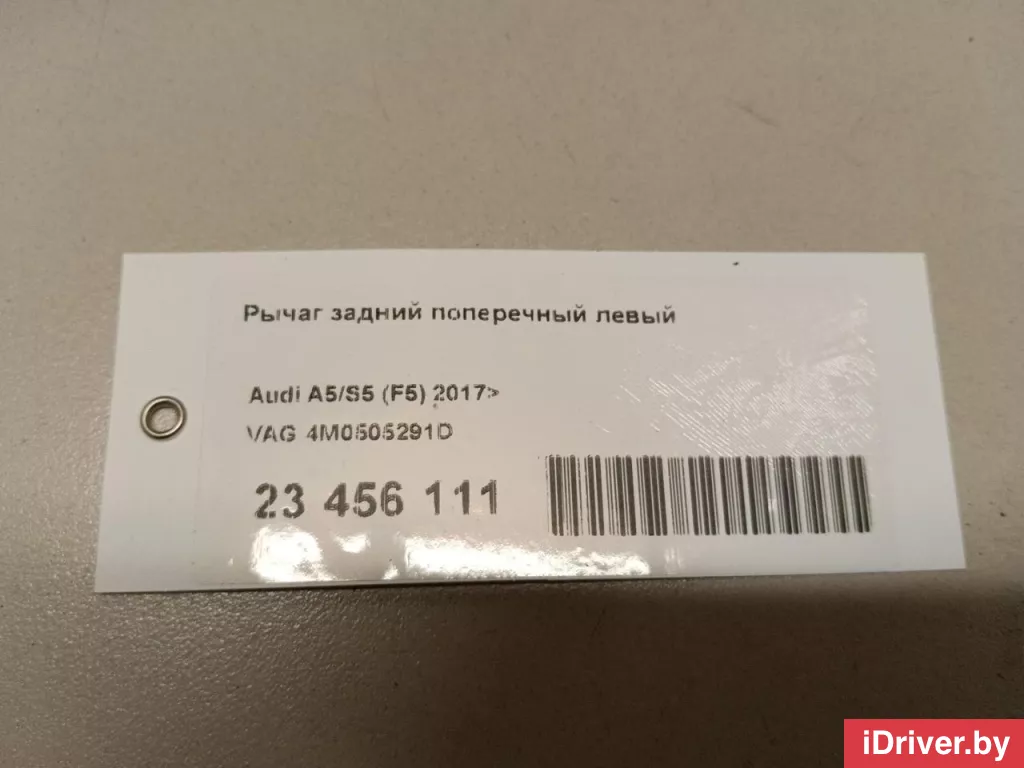 Рычаг задний поперечный левый
Audi A5/S5 (F5) 2017>
VAG 4M0505291D
23 456 111
iDriver.by